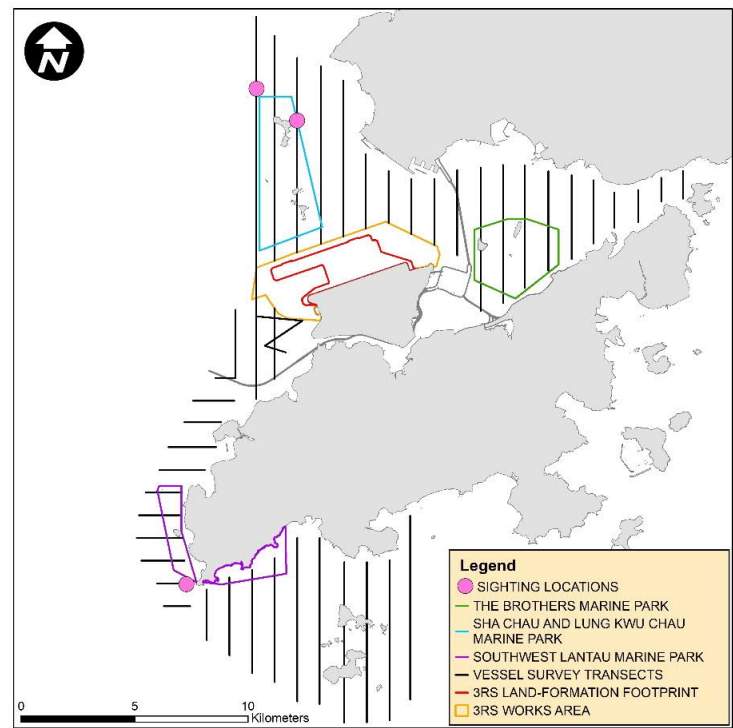 N
Legend
SIGHTING LOCATIONS
THE BROTHERS MARINE PARK
SHA CHAU AND LUNG KWU CHAU
MARINE PARK
SOUTHWEST LANTAU MARINE PARK
VESSEL SURVEY TRANSECTS
3RS LAND-FORMATION FOOTPRINT
3RS WORKS AREA
0 5 10
Kilometers